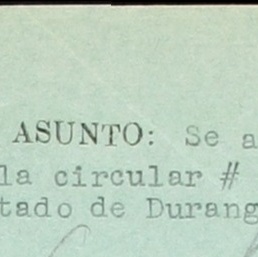 ASUNTO: Se a
la circular #
tado de Durang